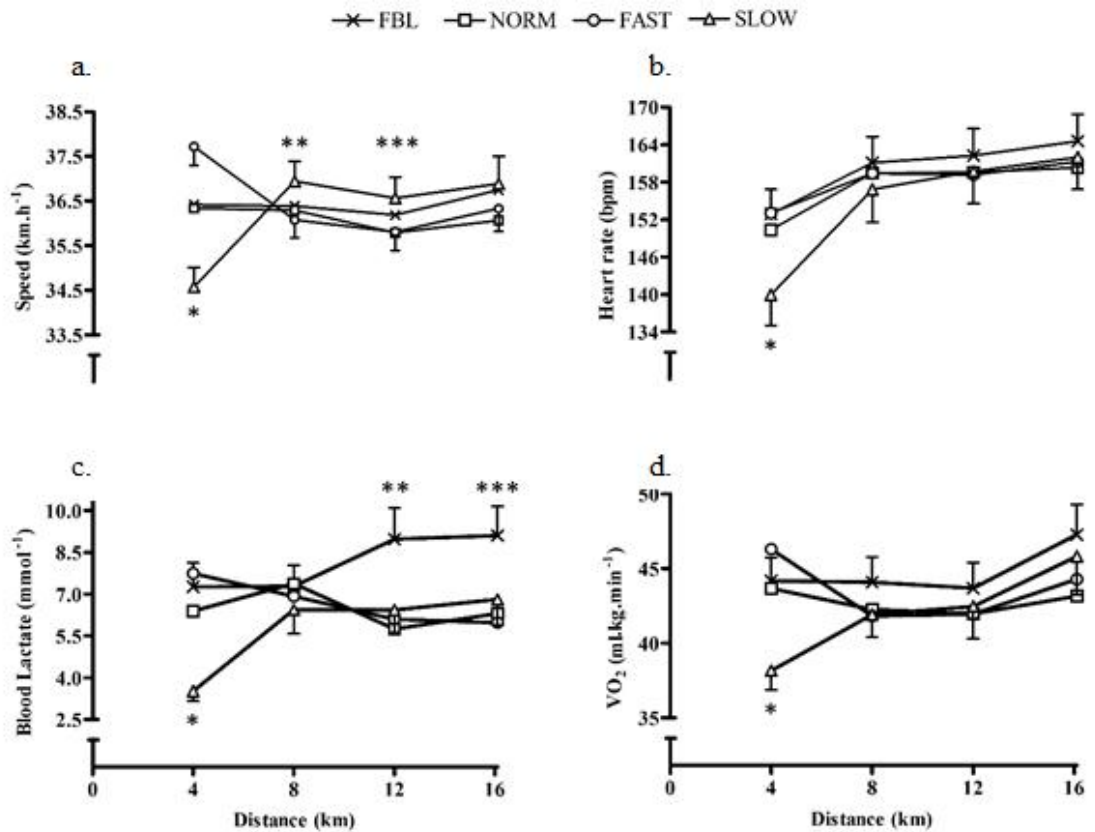 FBL NORM FAST SLOW
a.
38.5
37.5
36.5
35.5
34.5
33.5
Speed (km.h⁻¹)
**
***
*
b.
170
164
158
152
146
140
134
Heart rate (bpm)
*
c.
10.0
8.5
7.0
5.5
4.0
2.5
Blood Lactate (mmol⁻¹)
**
***
*
0 4 8 12 16
Distance (km)
d.
50
45
40
35
VO₂ (ml.kg.min⁻¹)
*
0 4 8 12 16
Distance (km)